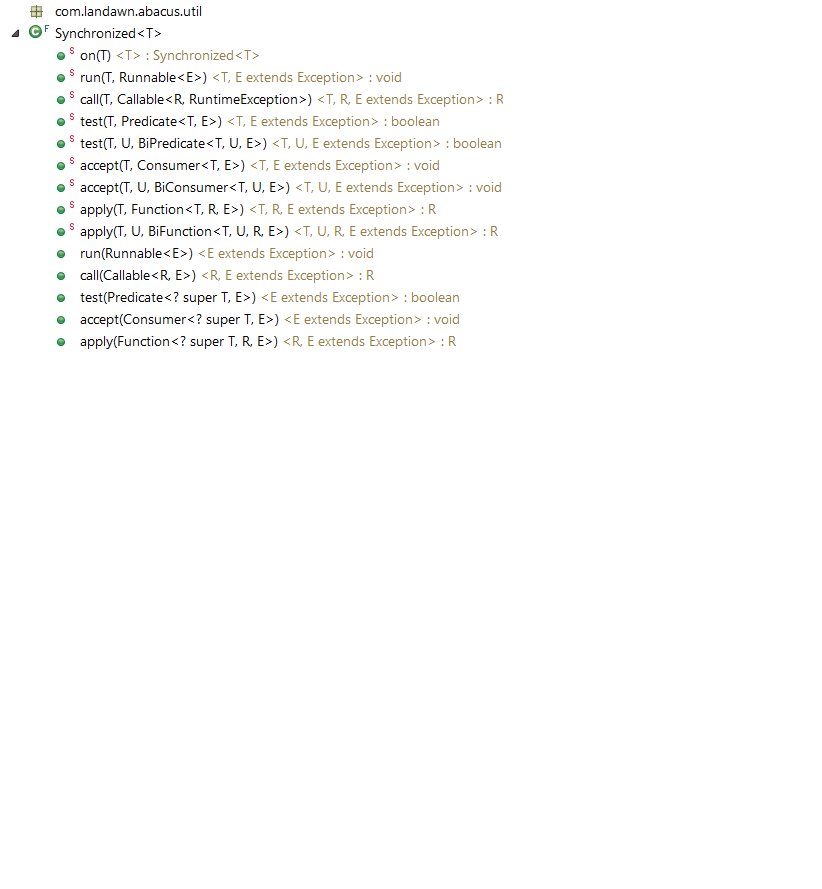 com.landawn.abacus.util
C F Synchronized<T>
S on(T) <T> : Synchronized<T>
S run(T, Runnable<E>) <T, E extends Exception> : void
S call(T, Callable<R, RuntimeException>) <T, R, E extends Exception> : R
S test(T, Predicate<T, E>) <T, E extends Exception> : boolean
S test(T, U, BiPredicate<T, U, E>) <T, U, E extends Exception> : boolean
S accept(T, Consumer<T, E>) <T, E extends Exception> : void
S accept(T, U, BiConsumer<T, U, E>) <T, U, E extends Exception> : void
S apply(T, Function<T, R, E>) <T, R, E extends Exception> : R
S apply(T, U, BiFunction<T, U, R, E>) <T, U, R, E extends Exception> : R
run(Runnable<E>) <E extends Exception> : void
call(Callable<R, E>) <R, E extends Exception> : R
test(Predicate<? super T, E>) <E extends Exception> : boolean
accept(Consumer<? super T, E>) <E extends Exception> : void
apply(Function<? super T, R, E>) <R, E extends Exception> : R